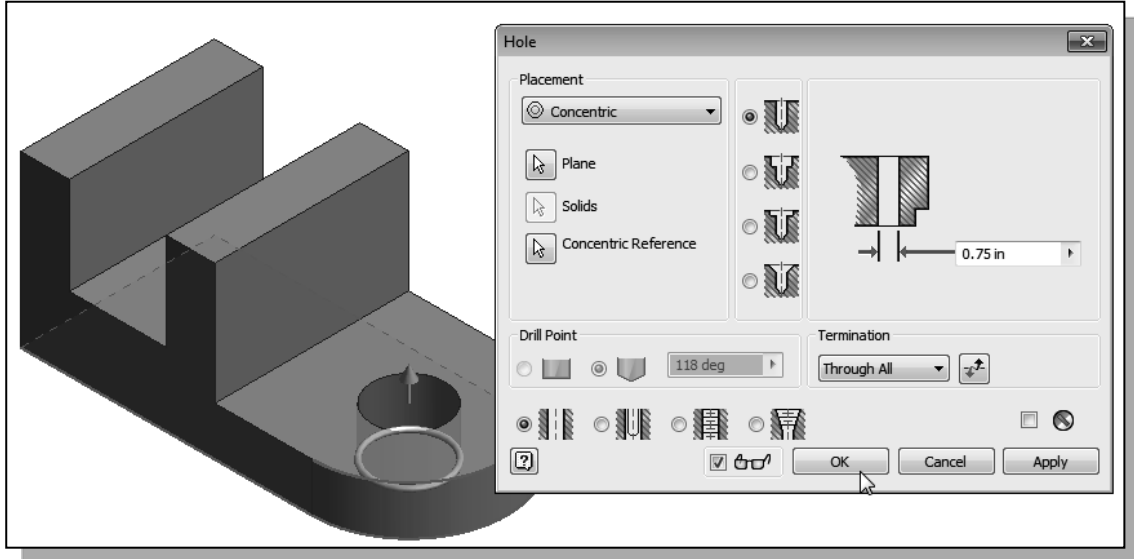 Hole
Placement
Concentric
Plane
Solids
Concentric Reference
0.75 in
Drill Point
118 deg
Termination
Through All
?
OK
Cancel
Apply